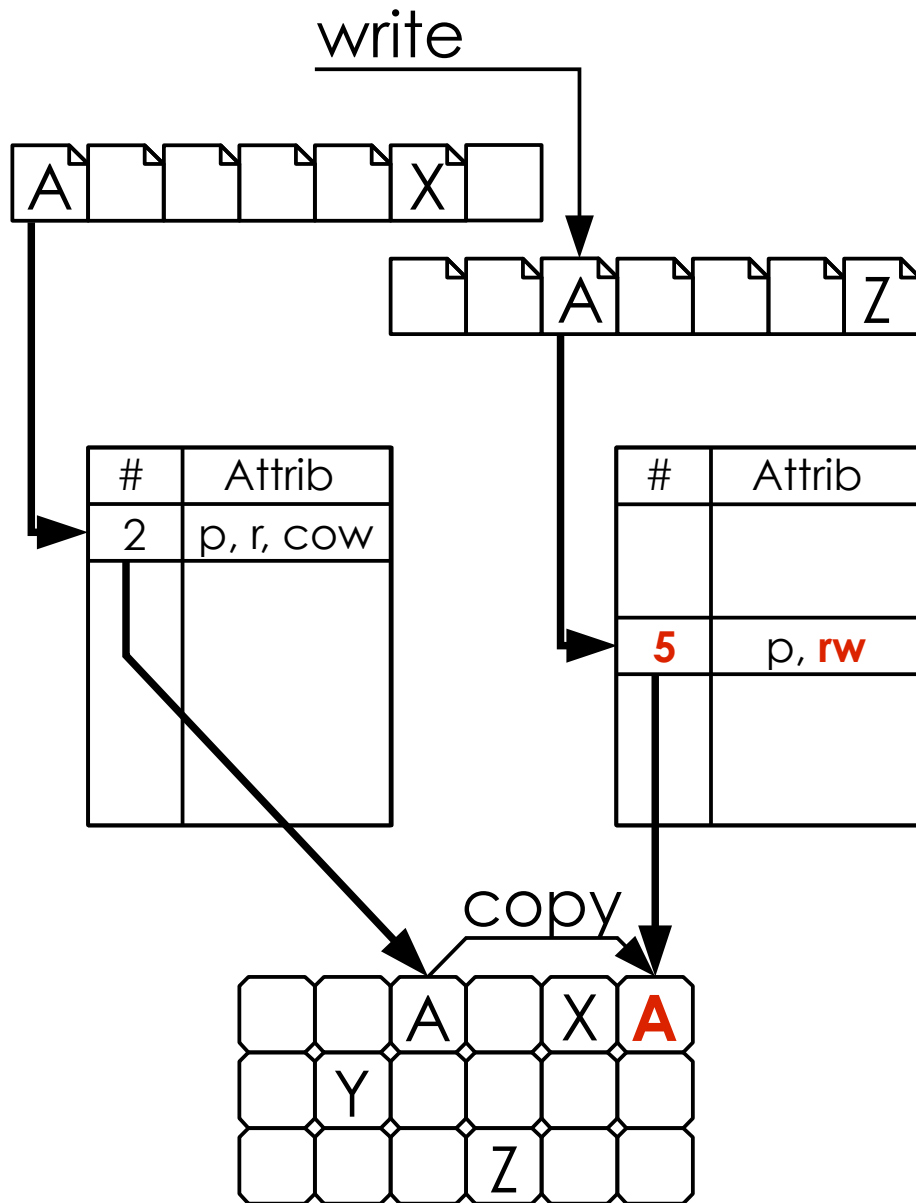 write
A X
A Z
# Attrib
2 p, r, cow
# Attrib
5 p, rw
copy
A X A
Y
Z